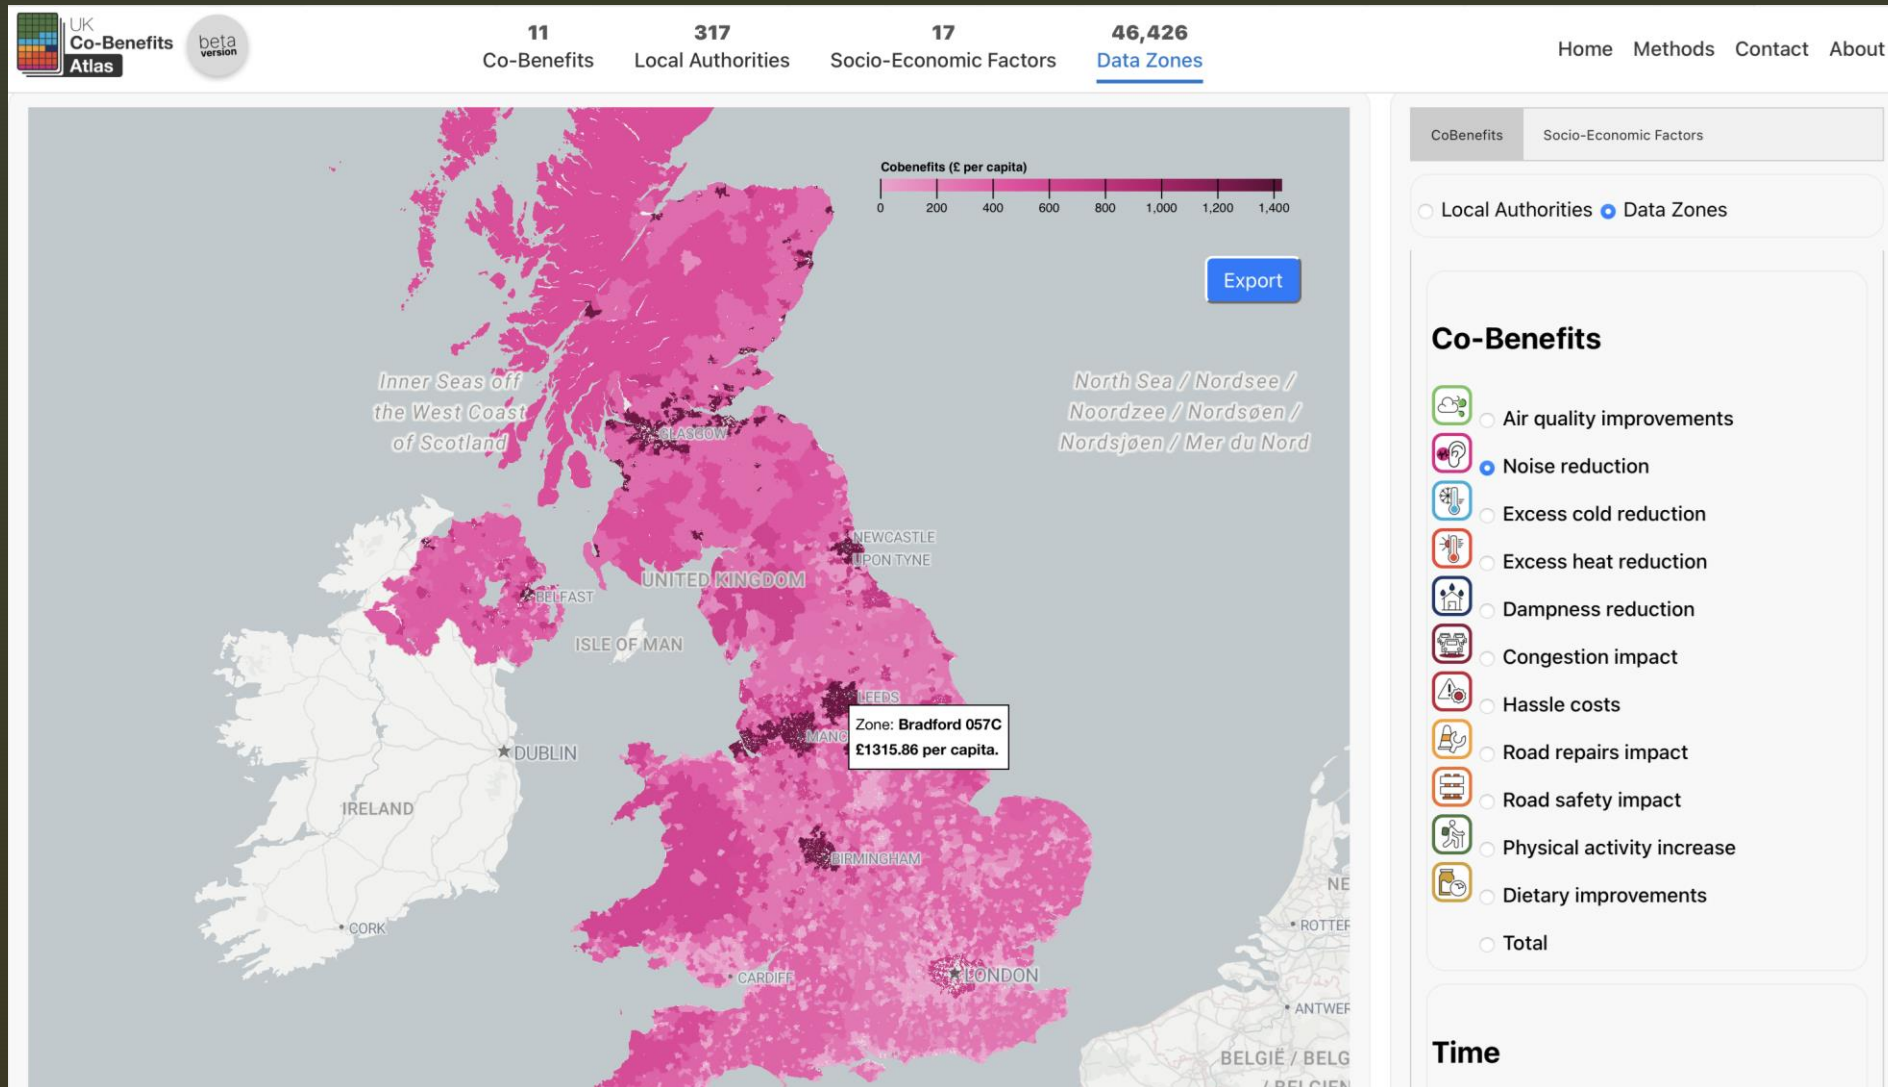 UK
Co-Benefits
Atlas
beta
version
11
Co-Benefits
317
Local Authorities
17
Socio-Economic Factors
46,426
Data Zones
Home
Methods
Contact
About
Cobenefits (£ per capita)
0
200
400
600
800
1,000
1,200
1,400
Export
Inner Seas off
the West Coast
of Scotland
North Sea / Nordsee /
Noordzee / Nordsøen /
Nordsjøen / Mer du Nord
GLASGOW
NEWCASTLE
UPON TYNE
UNITED KINGDOM
BELFAST
ISLE OF MAN
LEEDS
MANC
Zone: Bradford 057C
£1315.86 per capita.
DUBLIN
IRELAND
BIRMINGHAM
CORK
CARDIFF
LONDON
NE
ROTTER
ANTWER
BELGIË / BELG
/ BELGIEN
CoBenefits
Socio-Economic Factors
Local Authorities
Data Zones
Co-Benefits
Air quality improvements
Noise reduction
Excess cold reduction
Excess heat reduction
Dampness reduction
Congestion impact
Hassle costs
Road repairs impact
Road safety impact
Physical activity increase
Dietary improvements
Total
Time